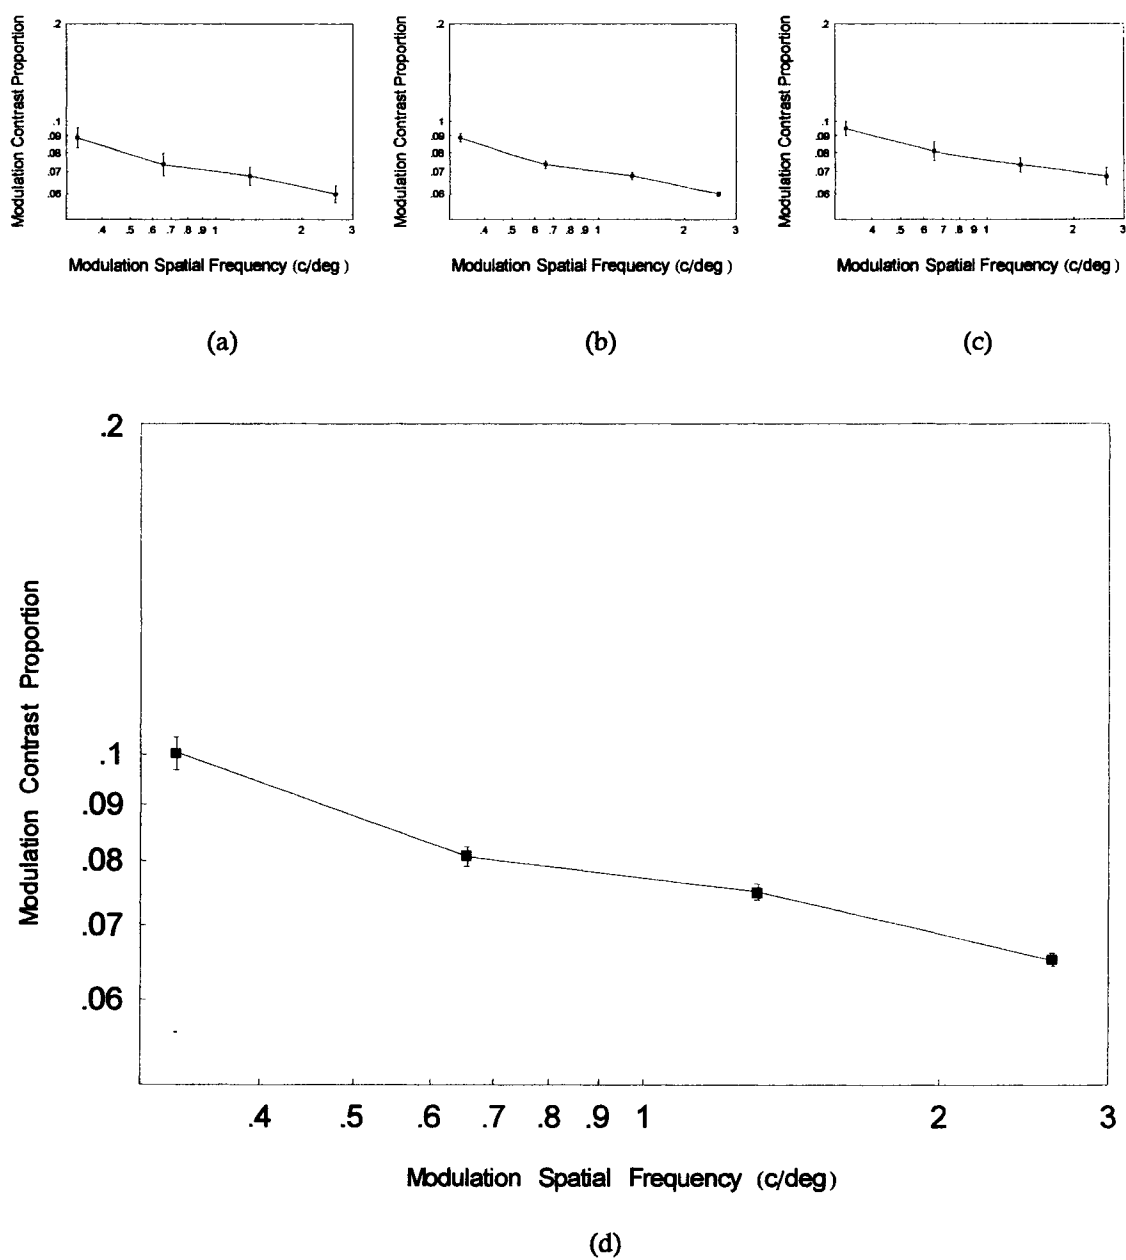 .2
.1
.09
.08
.07
.06
Modulation Contrast Proportion
.4 .5 .6 .7 .8 .9 1 2 3
Modulation Spatial Frequency (c/deg)
(a)
.2
.1
.09
.08
.07
.06
Modulation Contrast Proportion
.4 .5 6 .7 .8 .9 1 2 3
Modulation Spatial Frequency (c/deg)
(b)
.2
.1
.09
.08
.07
.06
Modulation Contrast Proportion
4 .5 .6 7 .8 .9 1 2 3
Modulation Spatial Frequency (c/deg)
(c)
.2
.1
.09
.08
.07
.06
Modulation Contrast Proportion
.4 .5 .6 .7 .8 .9 1 2 3
Modulation Spatial Frequency (c/deg)
(d)